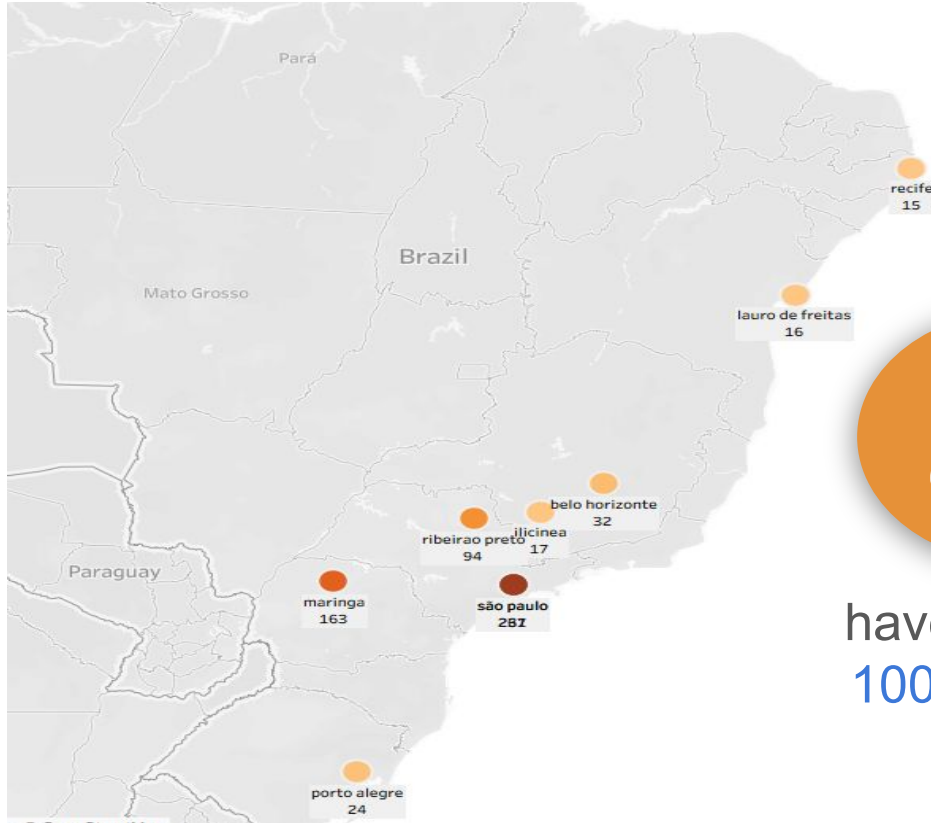 Pará
recife
15
Brazil
Mato Grosso
lauro de freitas
16
belo horizonte
32
ilicinea
17
ribeirao preto
94
Paraguay
maringa
163
são paulo
100
porto alegre
24